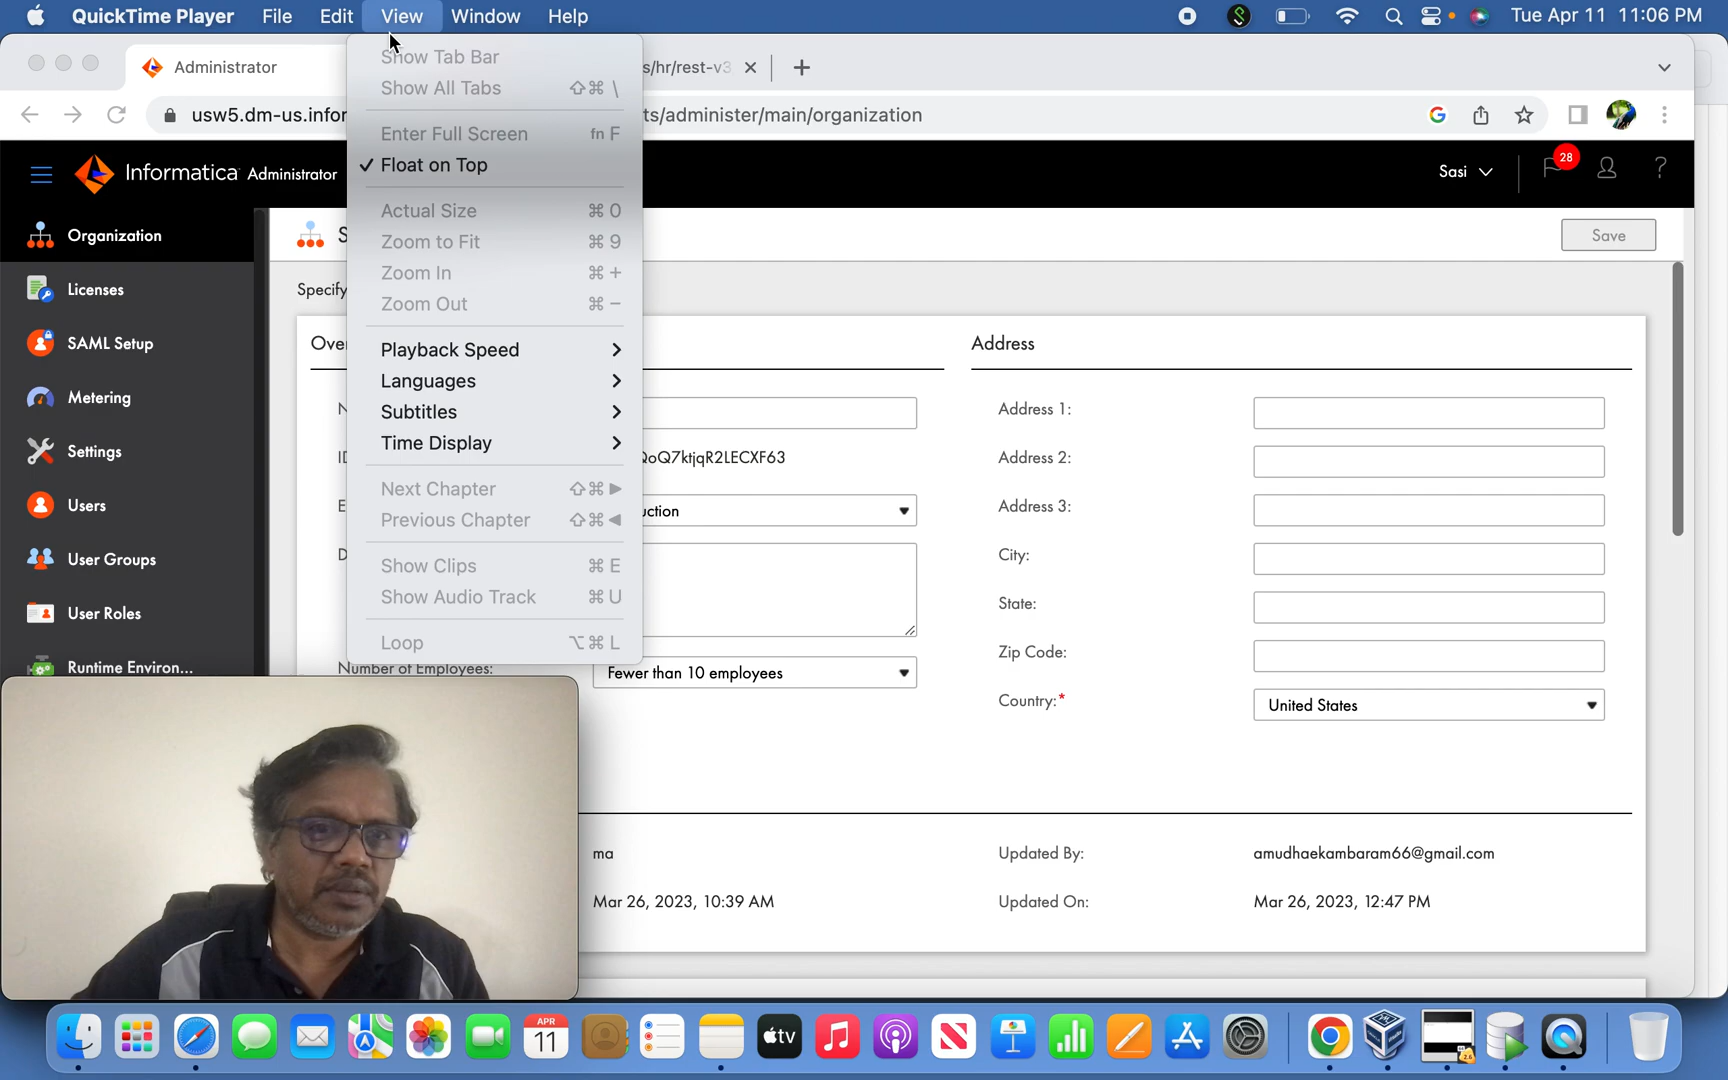 QuickTime Player File Edit View Window Help Tue Apr 11 11:06 PM
Administrator s/hr/rest-v3
usw5.dm-us.infor ts/administer/main/organization
Show Tab Bar
Show All Tabs ⇧⌘ \
Enter Full Screen fn F
✓ Float on Top
Actual Size ⌘ 0
Zoom to Fit ⌘ 9
Zoom In ⌘ +
Zoom Out ⌘ −
Playback Speed
Languages
Subtitles
Time Display
Next Chapter ⇧⌘▶
Previous Chapter ⇧⌘◀
Show Clips ⌘ E
Show Audio Track ⌘ U
Loop ⌥⌘ L
Informatica Administrator Sasi 28 ?
Organization
Licenses
SAML Setup
Metering
Settings
Users
User Groups
User Roles
Runtime Environ...
S Save
Specify
Over
N
ID QoQ7ktjqR2LECXF63
E uction
D
Number of Employees: Fewer than 10 employees
Address
Address 1:
Address 2:
Address 3:
City:
State:
Zip Code:
Country:* United States
ma Updated By: amudhaekambaram66@gmail.com
Mar 26, 2023, 10:39 AM Updated On: Mar 26, 2023, 12:47 PM
APR
11
tv
2.6